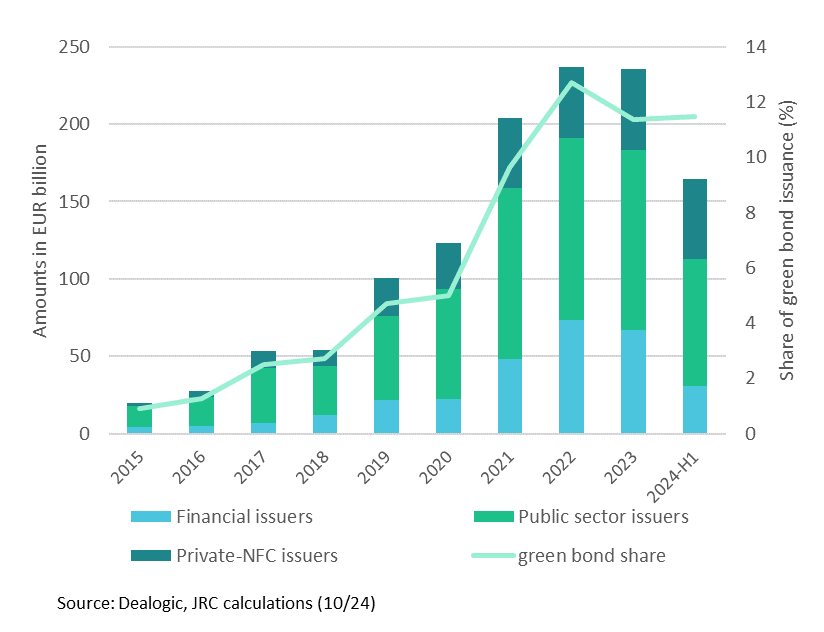 250
200
150
100
50
0
Amounts in EUR billion
14
12
10
8
6
4
2
0
Share of green bond issuance (%)
2015
2016
2017
2018
2019
2020
2021
2022
2023
2024-H1
Financial issuers
Public sector issuers
Private-NFC issuers
green bond share
Source: Dealogic, JRC calculations (10/24)